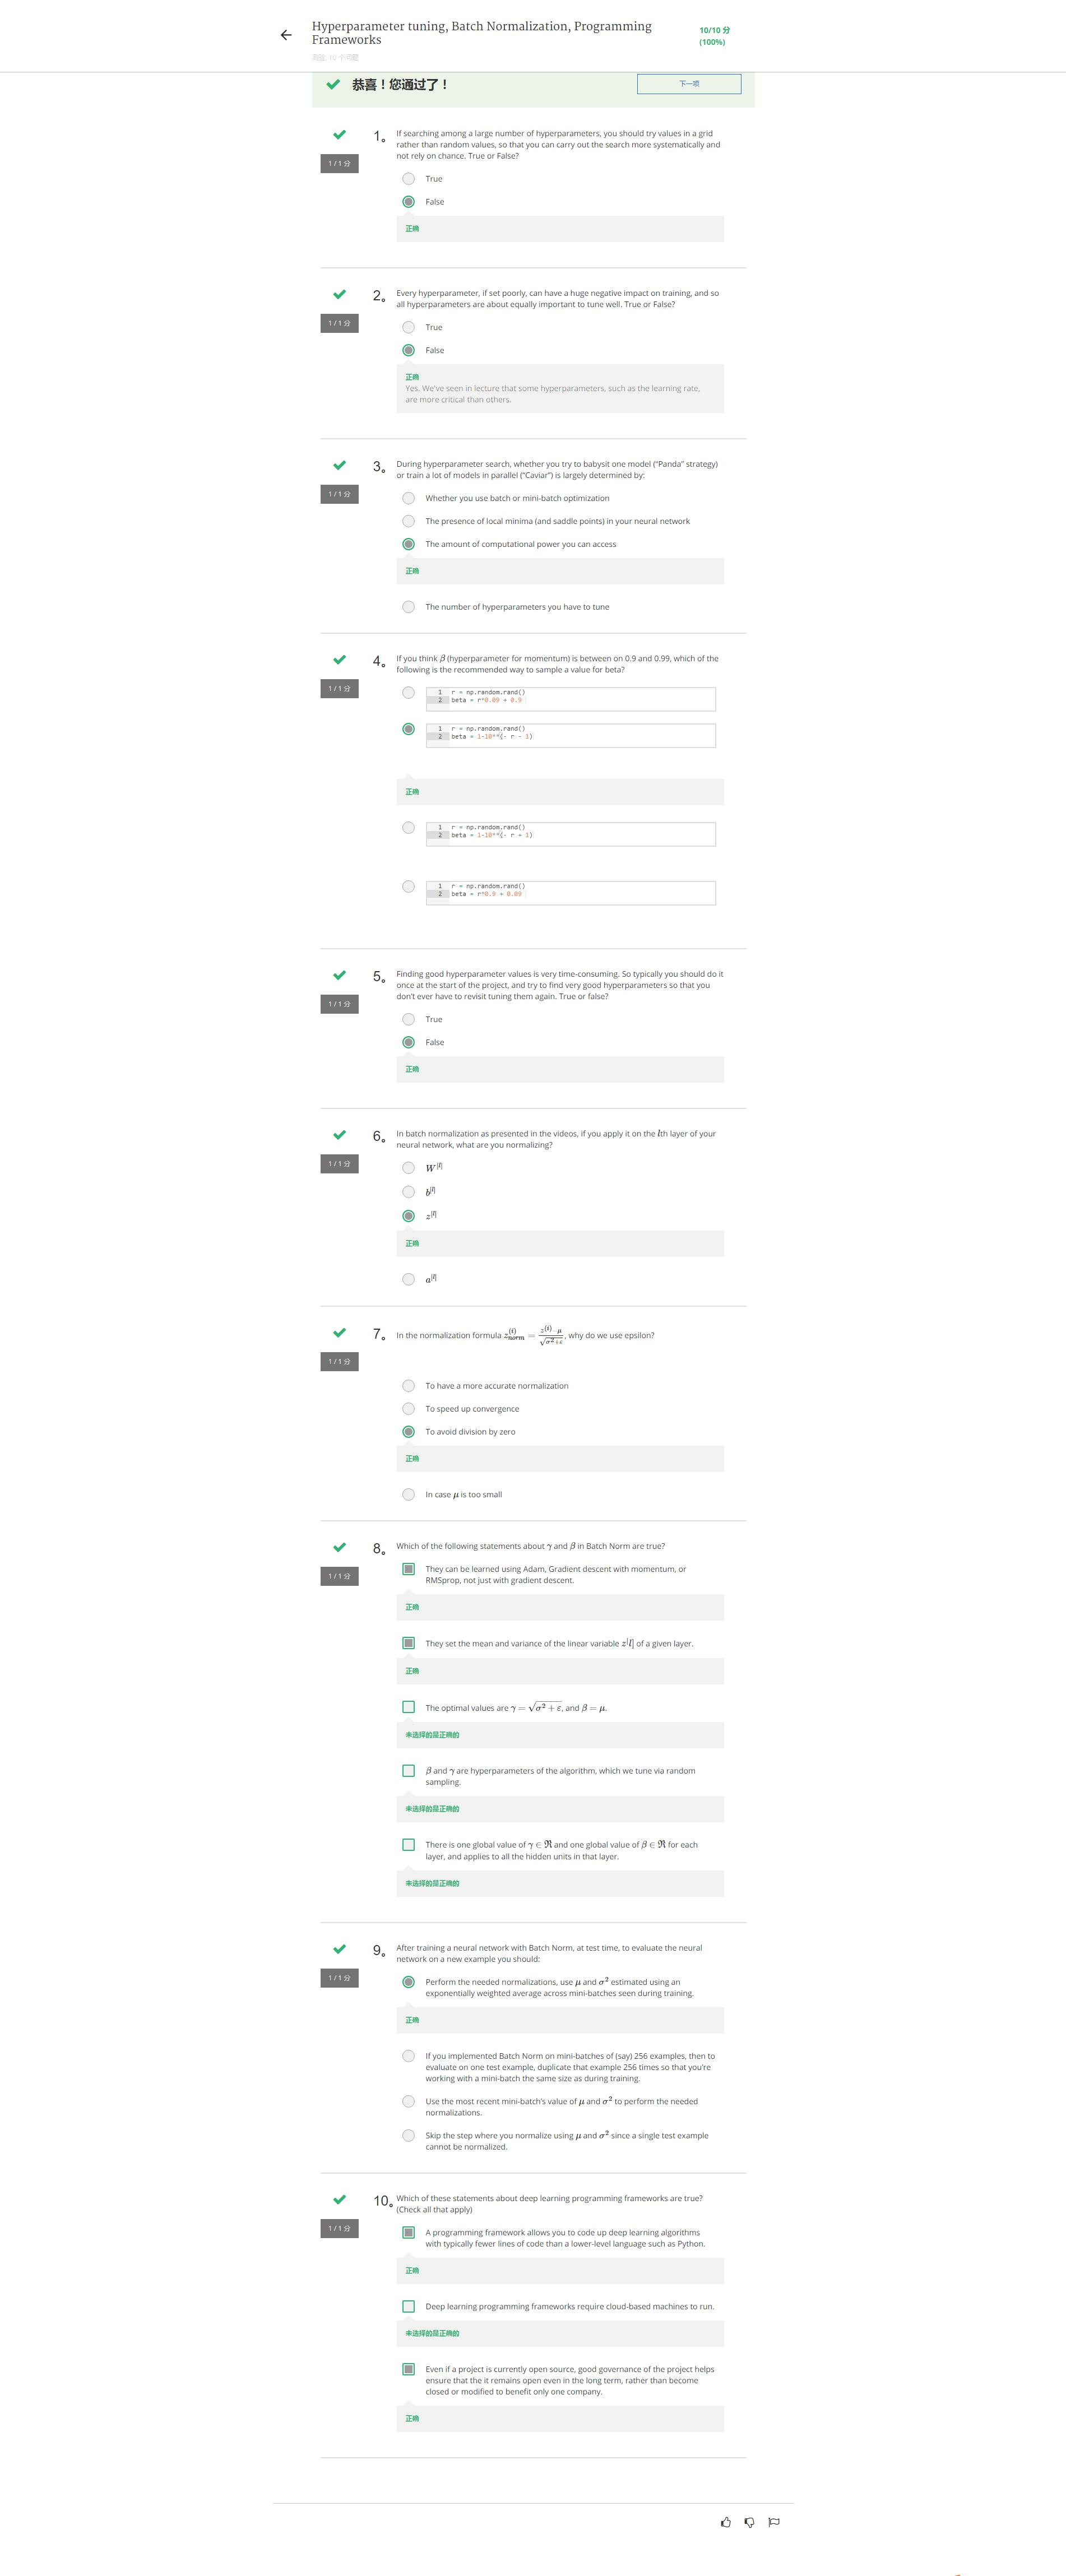 Hyperparameter tuning, Batch Normalization, Programming
Frameworks
10/10 分
(100%)
测验, 10 个问题
恭喜！您通过了！
下一项
1。
If searching among a large number of hyperparameters, you should try values in a grid
rather than random values, so that you can carry out the search more systematically and
not rely on chance. True or False?
1 / 1 分
True
False
正确
2。
Every hyperparameter, if set poorly, can have a huge negative impact on training, and so
all hyperparameters are about equally important to tune well. True or False?
1 / 1 分
True
False
正确
Yes. We've seen in lecture that some hyperparameters, such as the learning rate,
are more critical than others.
3。
During hyperparameter search, whether you try to babysit one model (“Panda” strategy)
or train a lot of models in parallel (“Caviar”) is largely determined by:
1 / 1 分
Whether you use batch or mini-batch optimization
The presence of local minima (and saddle points) in your neural network
The amount of computational power you can access
正确
The number of hyperparameters you have to tune
4。
If you think β (hyperparameter for momentum) is between on 0.9 and 0.99, which of the
following is the recommended way to sample a value for beta?
1 / 1 分
1 r = np.random.rand()
2 beta = r*0.09 + 0.9
1 r = np.random.rand()
2 beta = 1-10**(- r - 1)
正确
1 r = np.random.rand()
2 beta = 1-10**(- r + 1)
1 r = np.random.rand()
2 beta = r*0.9 + 0.09
5。
Finding good hyperparameter values is very time-consuming. So typically you should do it
once at the start of the project, and try to find very good hyperparameters so that you
don’t ever have to revisit tuning them again. True or false?
1 / 1 分
True
False
正确
6。
In batch normalization as presented in the videos, if you apply it on the lth layer of your
neural network, what are you normalizing?
1 / 1 分
W^[l]
b^[l]
z^[l]
正确
a^[l]
7。
In the normalization formula z_norm^(i) = (z^(i) - μ) / √(σ² + ε), why do we use epsilon?
1 / 1 分
To have a more accurate normalization
To speed up convergence
To avoid division by zero
正确
In case μ is too small
8。
Which of the following statements about γ and β in Batch Norm are true?
1 / 1 分
They can be learned using Adam, Gradient descent with momentum, or
RMSprop, not just with gradient descent.
正确
They set the mean and variance of the linear variable z^[l] of a given layer.
正确
The optimal values are γ = √(σ² + ε), and β = μ.
未选择的是正确的
β and γ are hyperparameters of the algorithm, which we tune via random
sampling.
未选择的是正确的
There is one global value of γ ∈ ℜ and one global value of β ∈ ℜ for each
layer, and applies to all the hidden units in that layer.
未选择的是正确的
9。
After training a neural network with Batch Norm, at test time, to evaluate the neural
network on a new example you should:
1 / 1 分
Perform the needed normalizations, use μ and σ² estimated using an
exponentially weighted average across mini-batches seen during training.
正确
If you implemented Batch Norm on mini-batches of (say) 256 examples, then to
evaluate on one test example, duplicate that example 256 times so that you’re
working with a mini-batch the same size as during training.
Use the most recent mini-batch’s value of μ and σ² to perform the needed
normalizations.
Skip the step where you normalize using μ and σ² since a single test example
cannot be normalized.
10。
Which of these statements about deep learning programming frameworks are true?
(Check all that apply)
1 / 1 分
A programming framework allows you to code up deep learning algorithms
with typically fewer lines of code than a lower-level language such as Python.
正确
Deep learning programming frameworks require cloud-based machines to run.
未选择的是正确的
Even if a project is currently open source, good governance of the project helps
ensure that the it remains open even in the long term, rather than become
closed or modified to benefit only one company.
正确